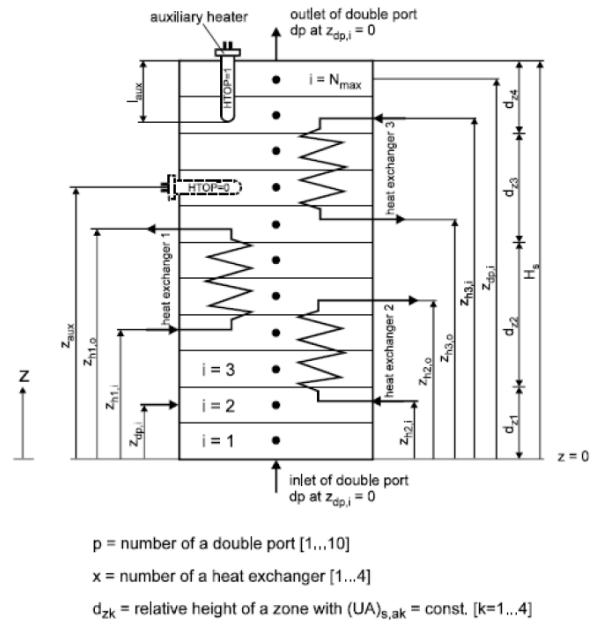 auxiliary heater
outlet of double port
dp at z_dp,i = 0
HTOP=1
i = N_max
l_aux
d_z4
heat exchanger 3
HTOP=0
d_z3
heat exchanger 1
z_aux
z_h1,o
z_h1,i
z_dp,i
z_h3,i
z_dp,i
H_s
z_h3,o
z_h2,o
d_z2
heat exchanger 2
z_h2,i
d_z1
Z
i = 3
i = 2
i = 1
z = 0
inlet of double port
dp at z_dp,i = 0
p = number of a double port [1,,,10]
x = number of a heat exchanger [1...4]
d_zk = relative height of a zone with (UA)_s,ak = const. [k=1...4]